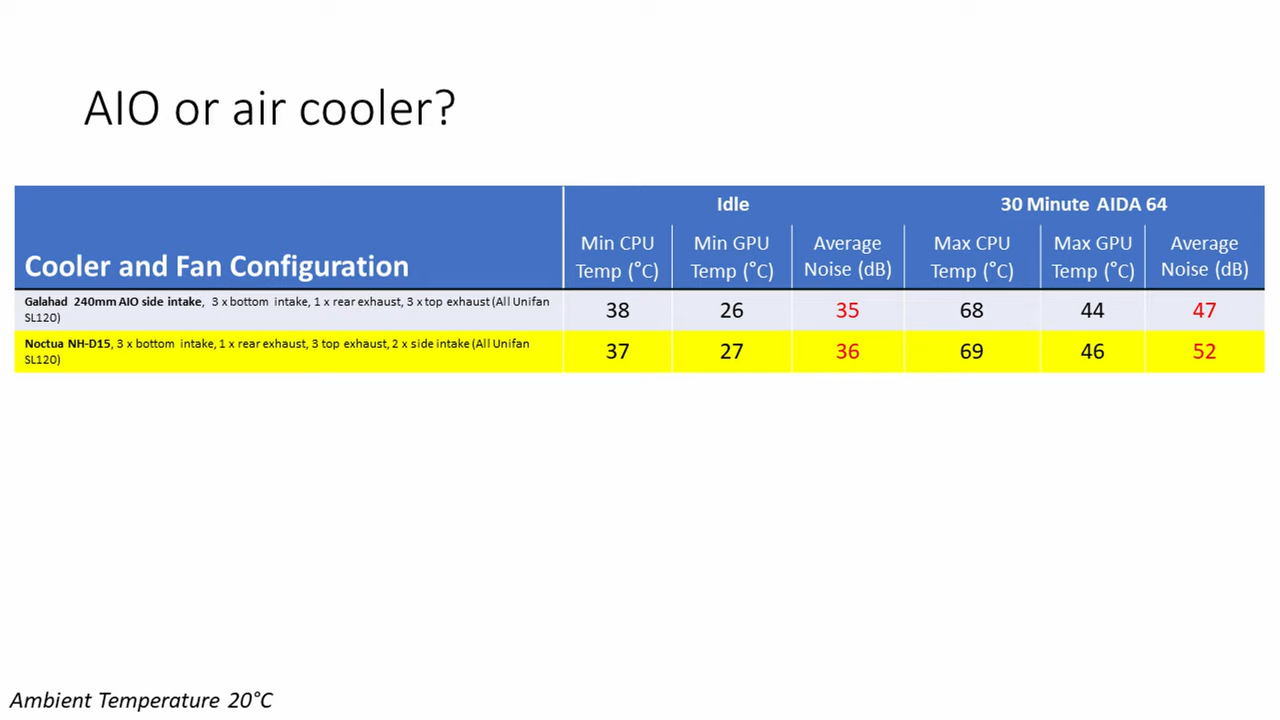 AIO or air cooler?
Idle
30 Minute AIDA 64
Cooler and Fan Configuration
Min CPU
Temp (°C)
Min GPU
Temp (°C)
Average
Noise (dB)
Max CPU
Temp (°C)
Max GPU
Temp (°C)
Average
Noise (dB)
Galahad 240mm AIO side intake, 3 x bottom intake, 1 x rear exhaust, 3 x top exhaust (All Unifan
SL120)
38
26
35
68
44
47
Noctua NH-D15, 3 x bottom intake, 1 x rear exhaust, 3 top exhaust, 2 x side intake (All Unifan
SL120)
37
27
36
69
46
52
Ambient Temperature 20°C